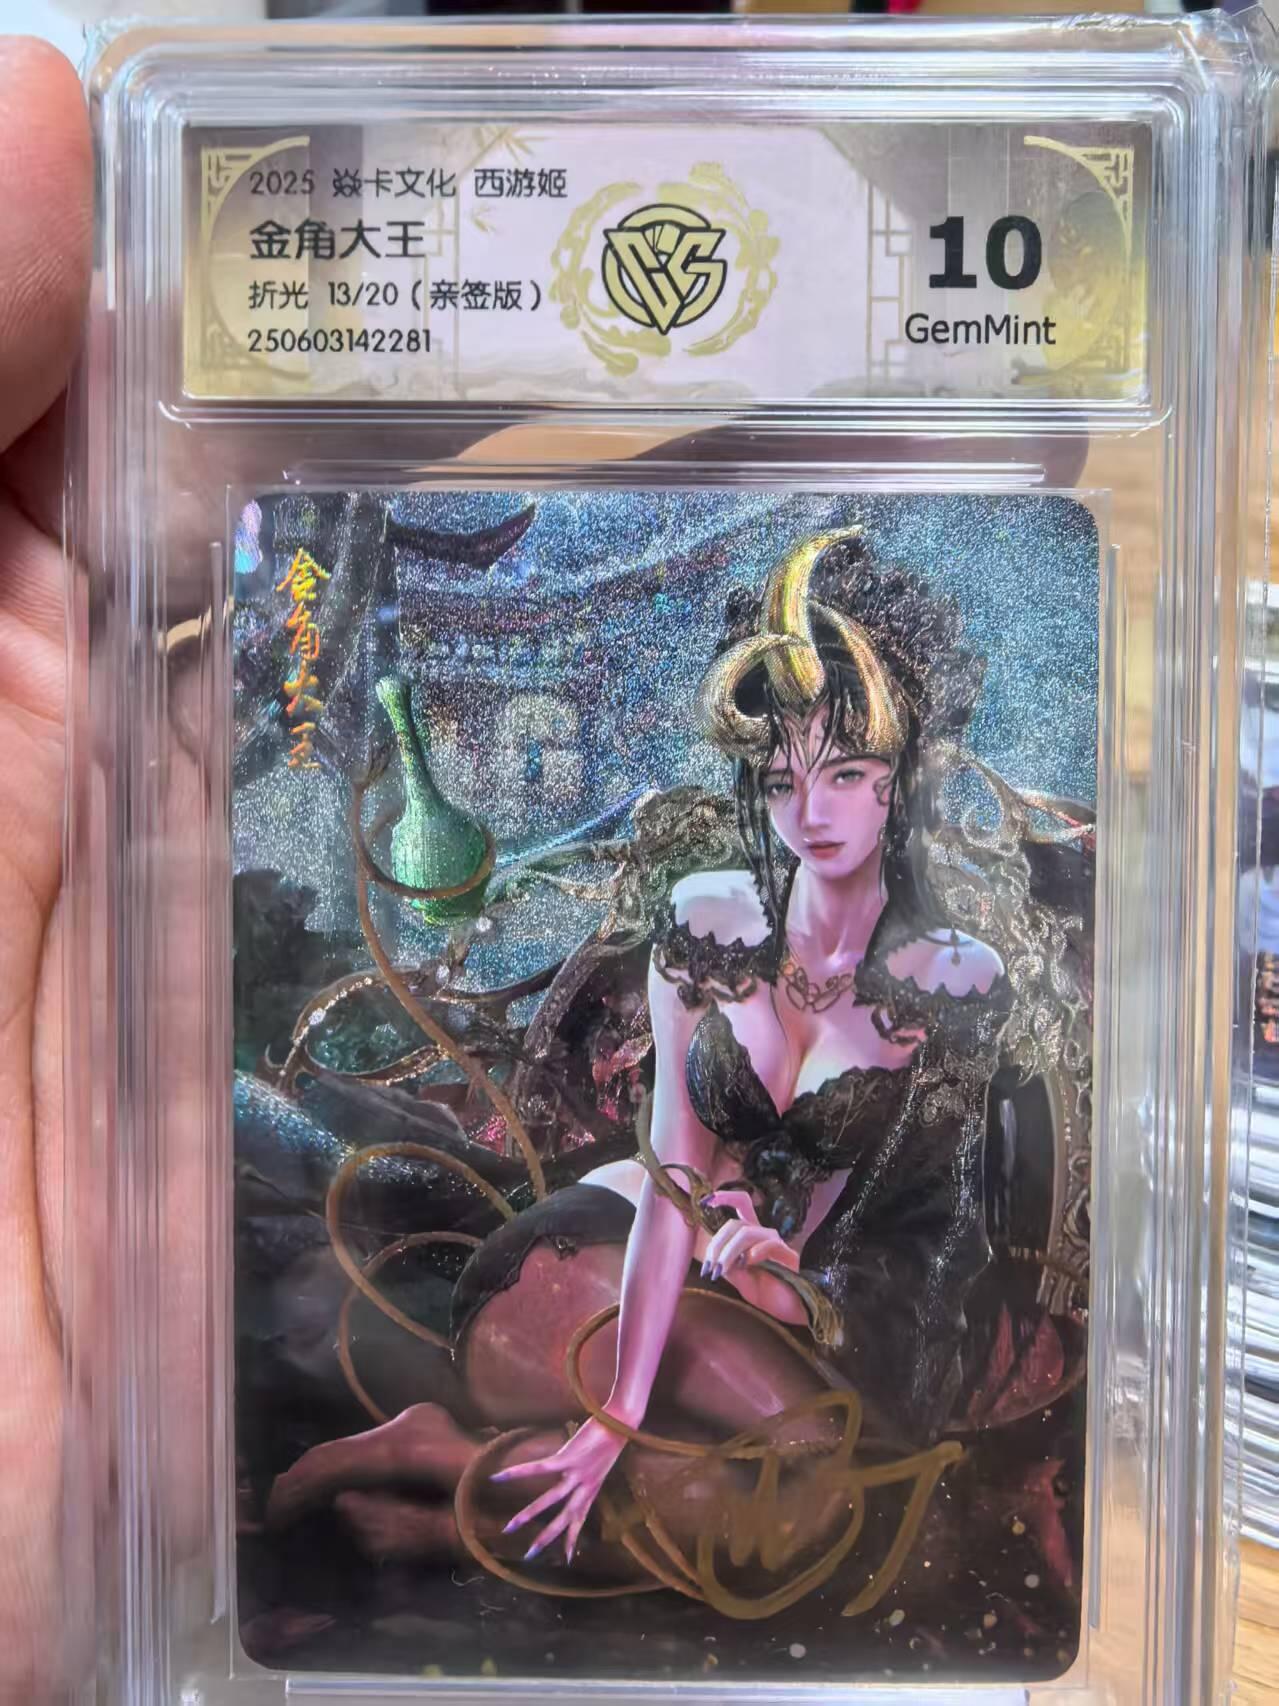 2025 焱卡文化 西游姬
金角大王
折光 13/20（亲签版）
250603142281
10
GemMint
金角大王